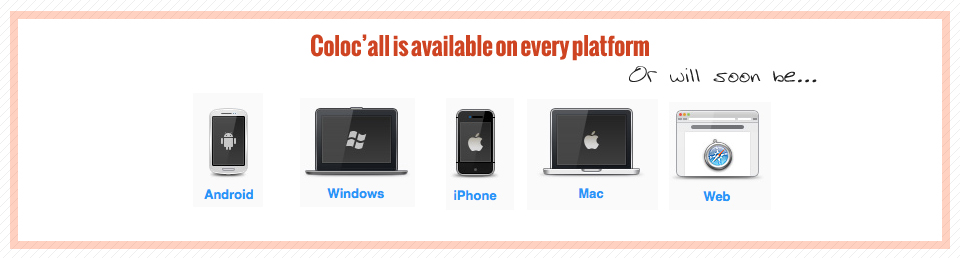 Coloc'all is available on every platform
Or will soon be...
Android
Windows
iPhone
Mac
Web